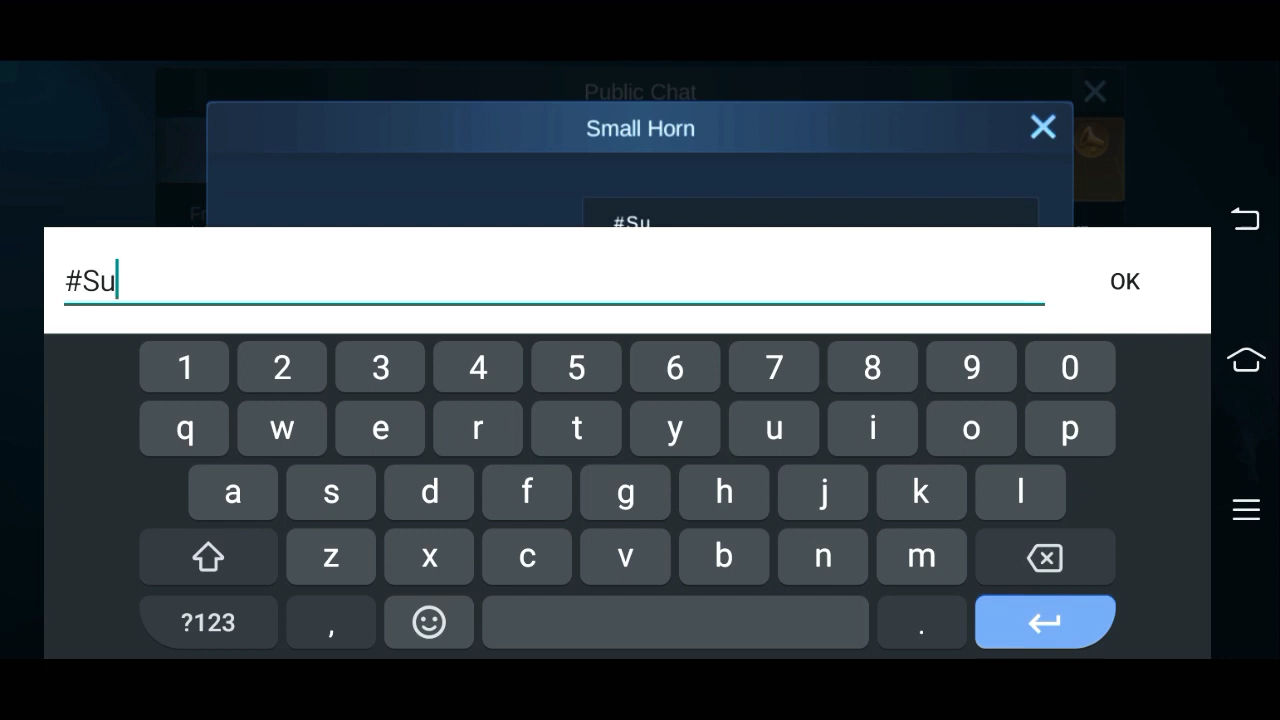 Public Chat
Small Horn
#Su
#Su
OK
1 2 3 4 5 6 7 8 9 0
q w e r t y u i o p
a s d f g h j k l
z x c v b n m
?123 , .